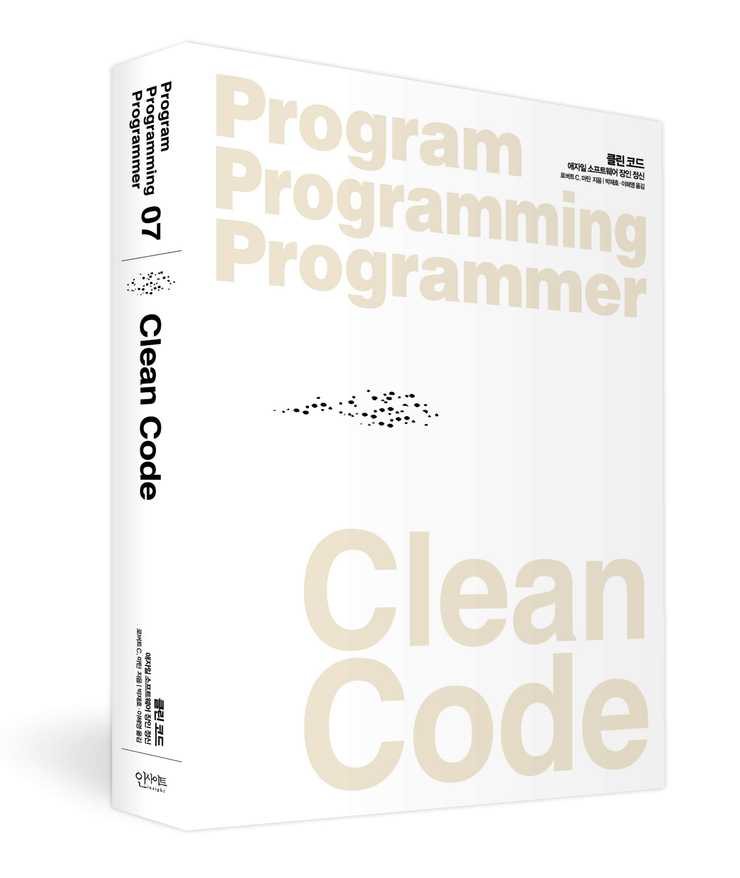 Program
Programming
Programmer
07
Clean Code
클린 코드
애자일 소프트웨어 장인 정신
로버트 C. 마틴 지음 | 박재호 · 이해영 옮김
인사이트
insight
Program
Programming
Programmer
클린 코드
애자일 소프트웨어 장인 정신
로버트 C. 마틴 지음 | 박재호 · 이해영 옮김
Clean
Code